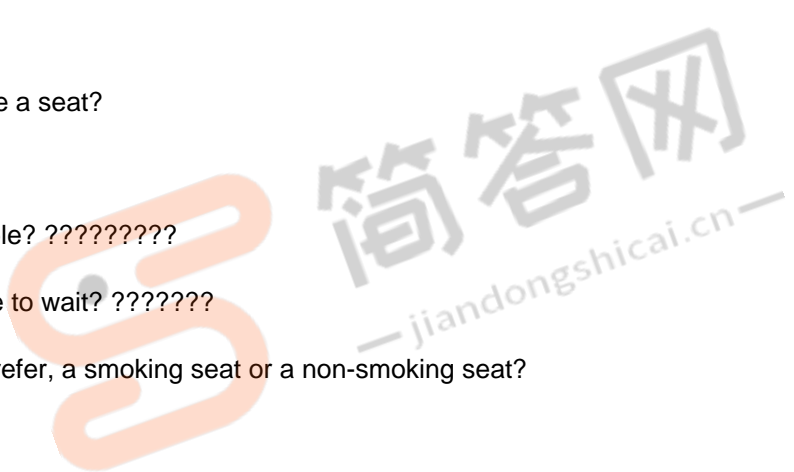 e a seat?
le? ?????????
e to wait? ???????
efer, a smoking seat or a non-smoking seat?
简答网
jiandongshicai.cn